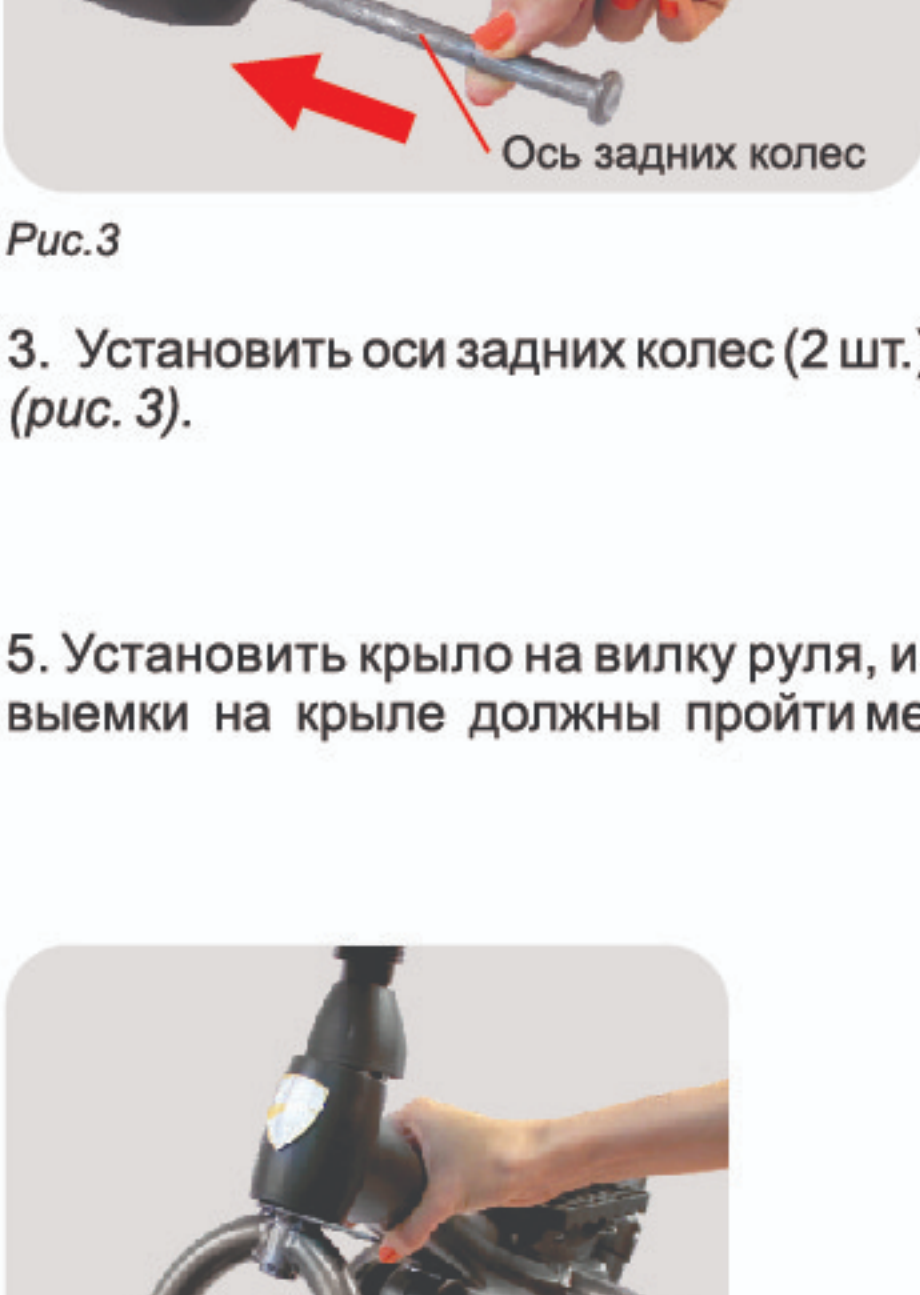 Ось задних колес
Рис.3
3. Установить оси задних колес (2 шт.)
(рис. 3).
5. Установить крыло на вилку руля, и
выемки на крыле должны пройти ме